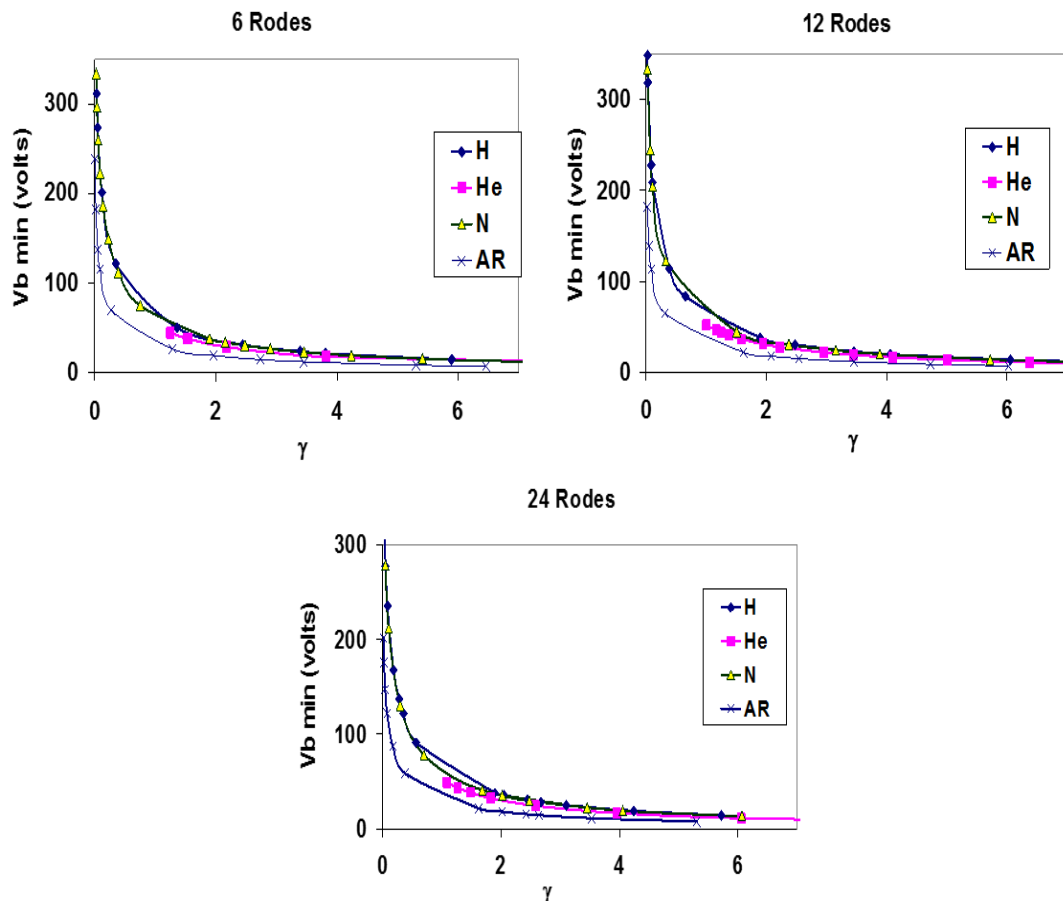 6 Rodes
Vb min (volts)
300
200
100
0
0 2 4 6
γ
H
He
N
AR
12 Rodes
Vb min (volts)
300
200
100
0
0 2 4 6
γ
H
He
N
AR
24 Rodes
Vb min (volts)
300
200
100
0
0 2 4 6
γ
H
He
N
AR